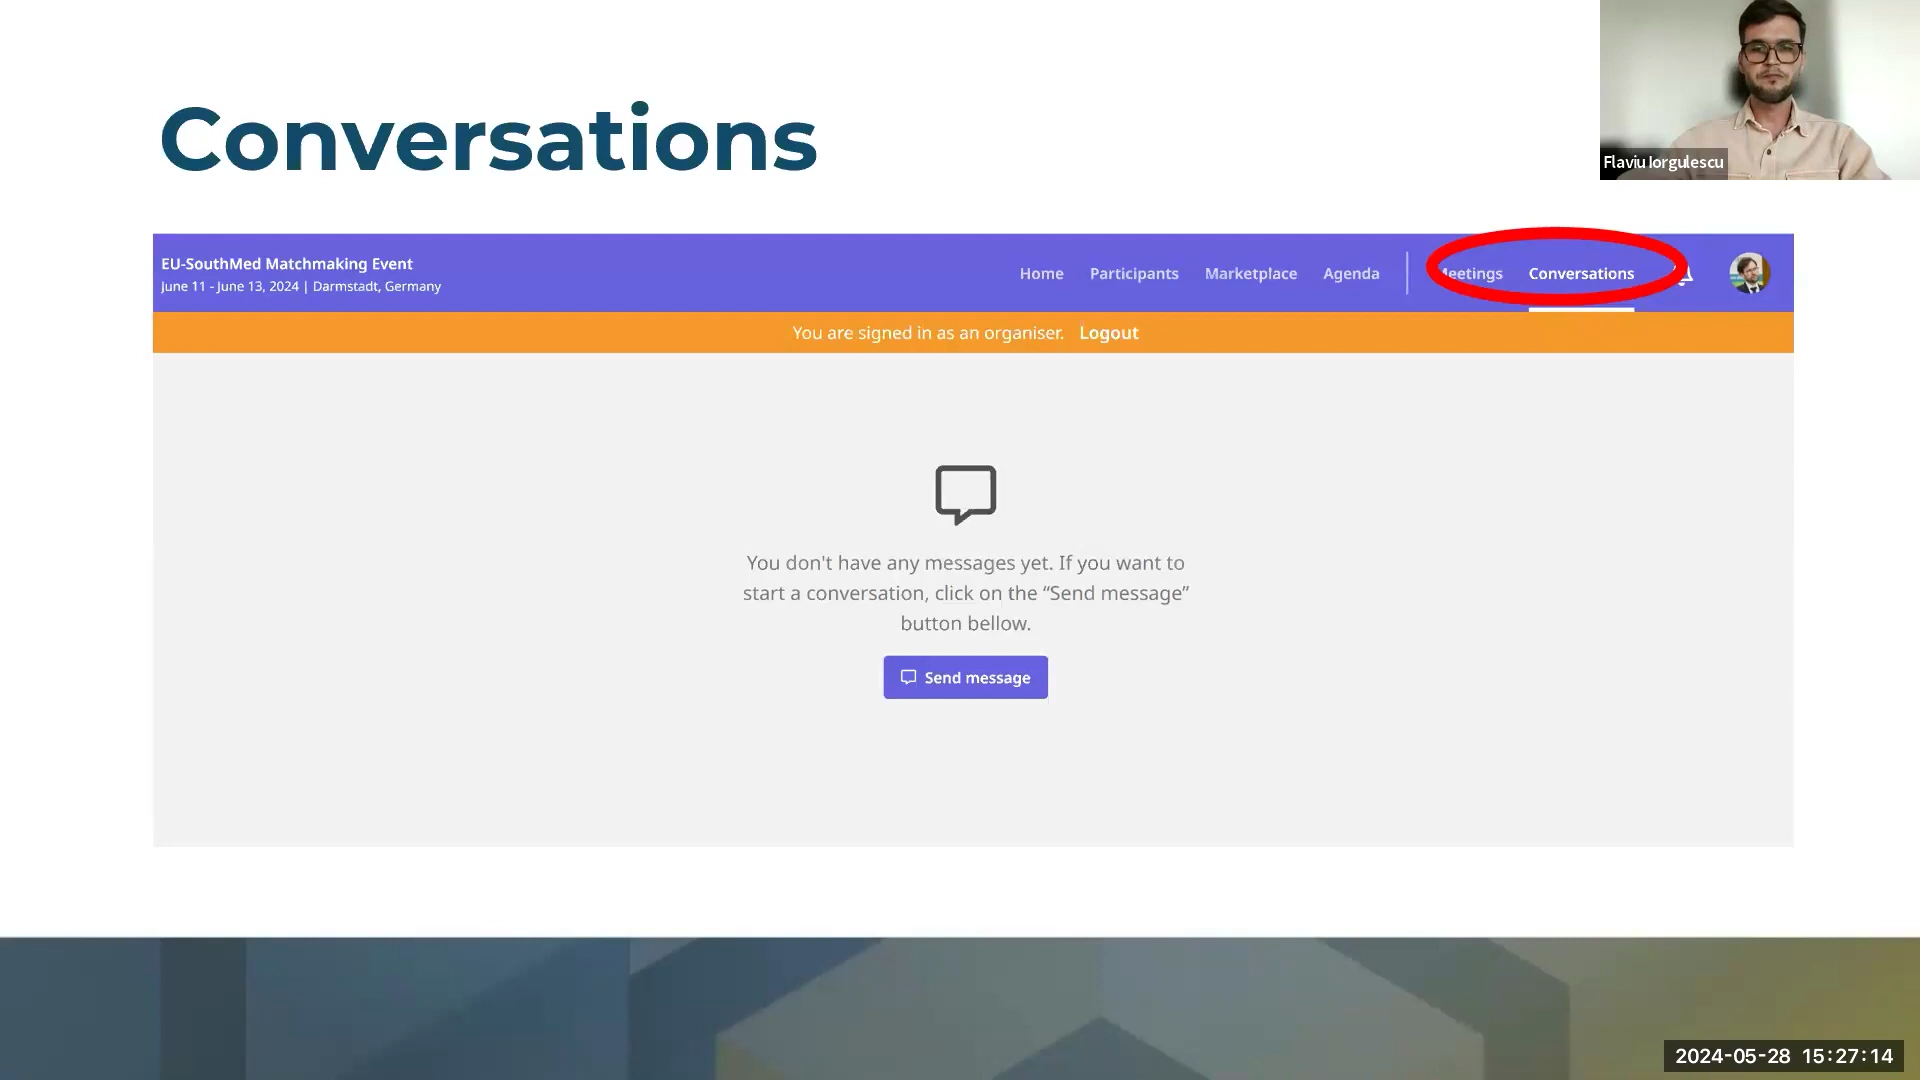 Conversations
Flaviu Iorgulescu
EU-SouthMed Matchmaking Event
June 11 - June 13, 2024 | Darmstadt, Germany
Home Participants Marketplace Agenda Meetings Conversations
You are signed in as an organiser. Logout
You don't have any messages yet. If you want to
start a conversation, click on the “Send message”
button bellow.
Send message
2024-05-28 15:27:14